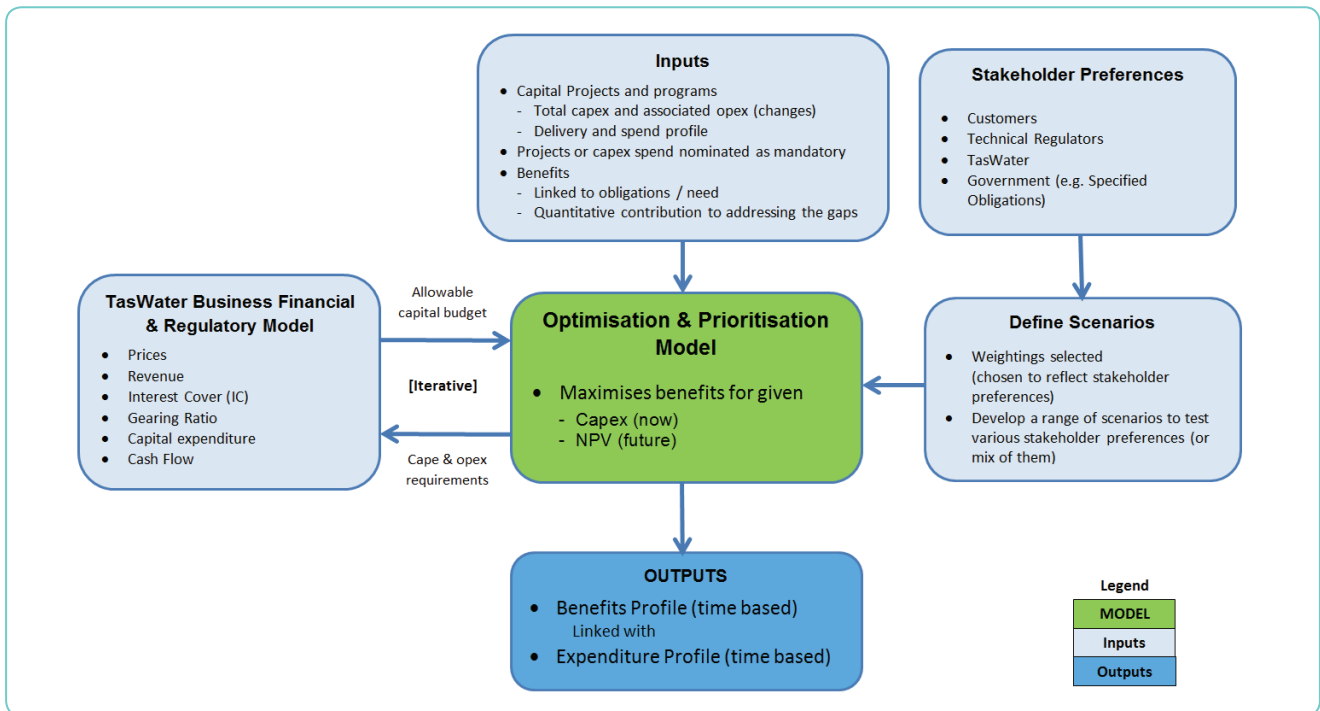 Inputs
• Capital Projects and programs
- Total capex and associated opex (changes)
- Delivery and spend profile
• Projects or capex spend nominated as mandatory
• Benefits
- Linked to obligations / need
- Quantitative contribution to addressing the gaps
Stakeholder Preferences
• Customers
• Technical Regulators
• TasWater
• Government (e.g. Specified
Obligations)
TasWater Business Financial
& Regulatory Model
• Prices
• Revenue
• Interest Cover (IC)
• Gearing Ratio
• Capital expenditure
• Cash Flow
Allowable
capital budget
[Iterative]
Cape & opex
requirements
Optimisation & Prioritisation
Model
• Maximises benefits for given
- Capex (now)
- NPV (future)
Define Scenarios
• Weightings selected
(chosen to reflect stakeholder
preferences)
• Develop a range of scenarios to test
various stakeholder preferences (or
mix of them)
OUTPUTS
• Benefits Profile (time based)
Linked with
• Expenditure Profile (time based)
Legend
MODEL
Inputs
Outputs